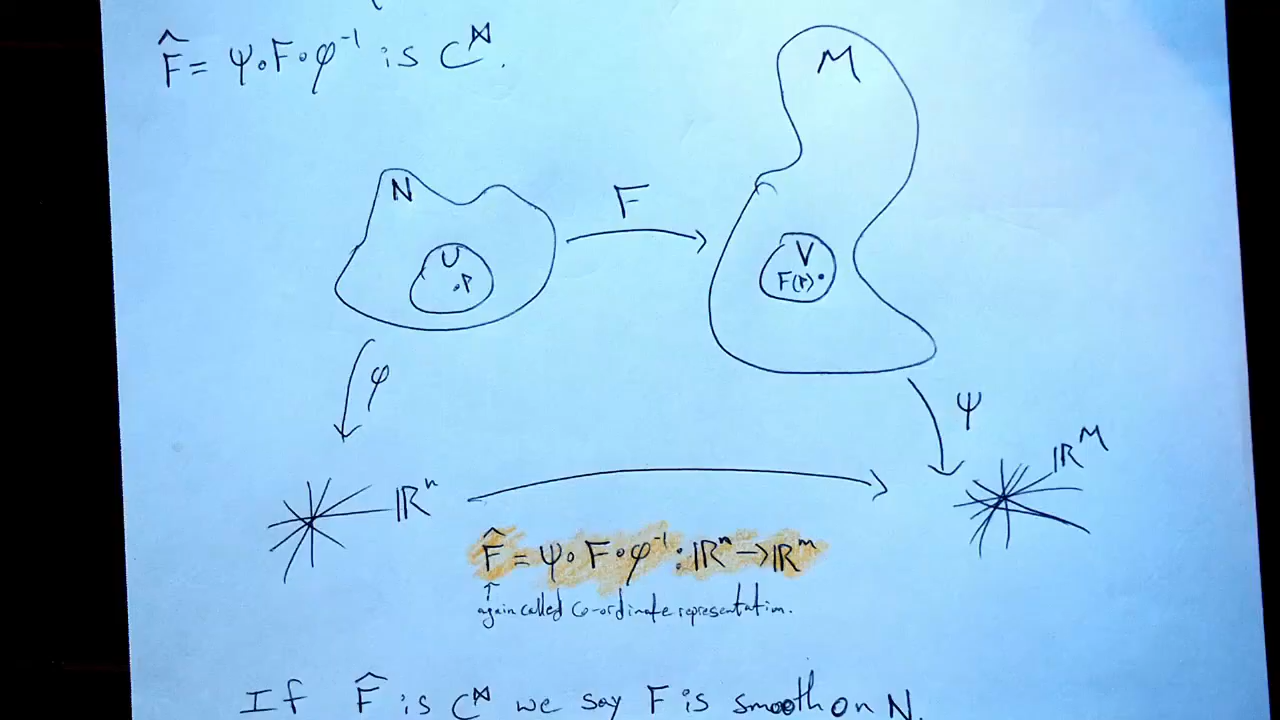 F̂ = ψ∘F∘φ⁻¹ is C^∞.
M
N
F
U
.p
V
F(p).
φ
ψ
ℝⁿ
ℝᴹ
F̂ = ψ∘F∘φ⁻¹ : ℝⁿ → ℝᵐ
↑
again called Co-ordinate representation.
If F̂ is C^∞ we say F is smooth on N.